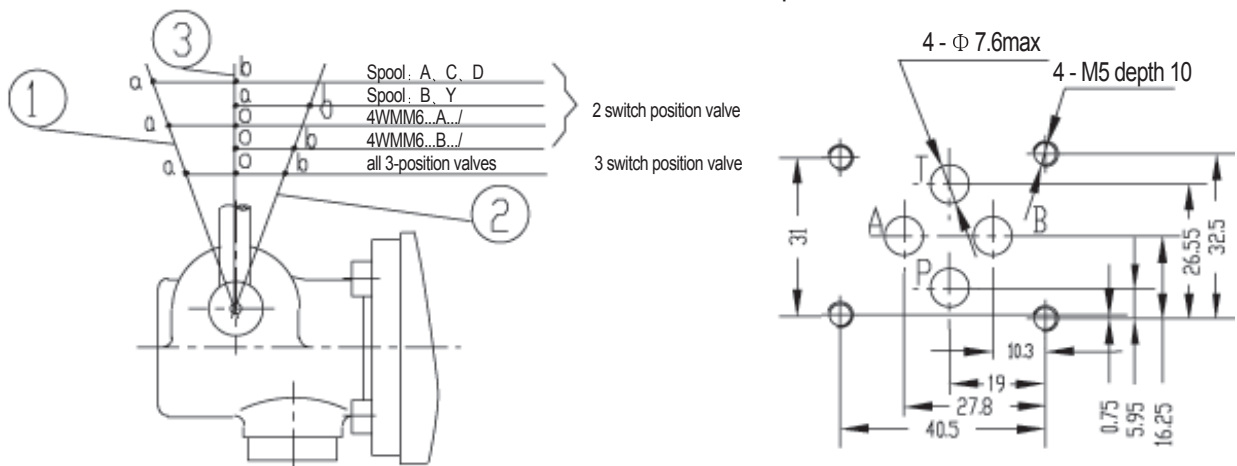 3
b
a Spool: A、C、D
a b Spool: B、Y
2 switch position valve
1
a 0 4WMM6...A.../
0 b 4WMM6...B.../
a 0 b all 3-position valves 3 switch position valve
2
4 - Φ 7.6max
4 - M5 depth 10
T
A B
P
31
26.55
32.5
10.3
19
27.8
40.5
0.75
5.95
16.25